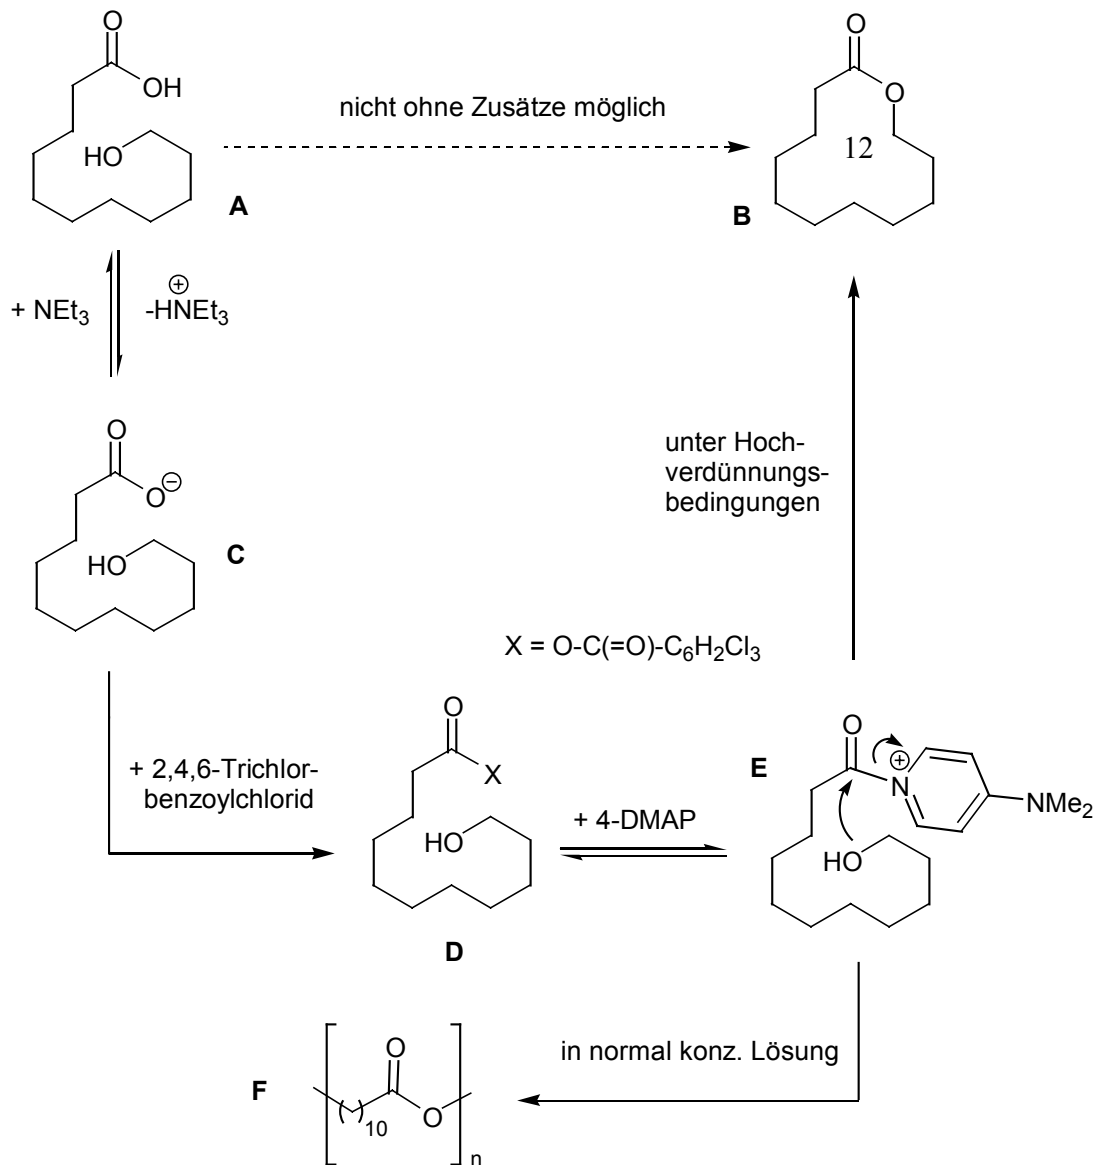 O
OH
HO
A
nicht ohne Zusätze möglich
O
O
12
B
+ NEt3
-HNEt3
+
O
O−
HO
C
unter Hoch-
verdünnungs-
bedingungen
X = O-C(=O)-C6H2Cl3
+ 2,4,6-Trichlor-
benzoylchlorid
O
X
HO
D
+ 4-DMAP
E
O
+
N
NMe2
HO
in normal konz. Lösung
F
O
O
( )10
n